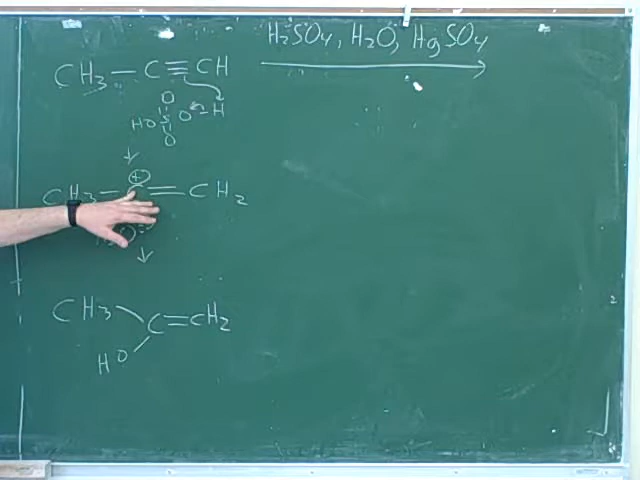 H₂SO₄, H₂O, HgSO₄
CH₃—C≡CH
O
HO S O—H
O
⊕
CH₃—C=CH₂
CH₃
C=CH₂
HO